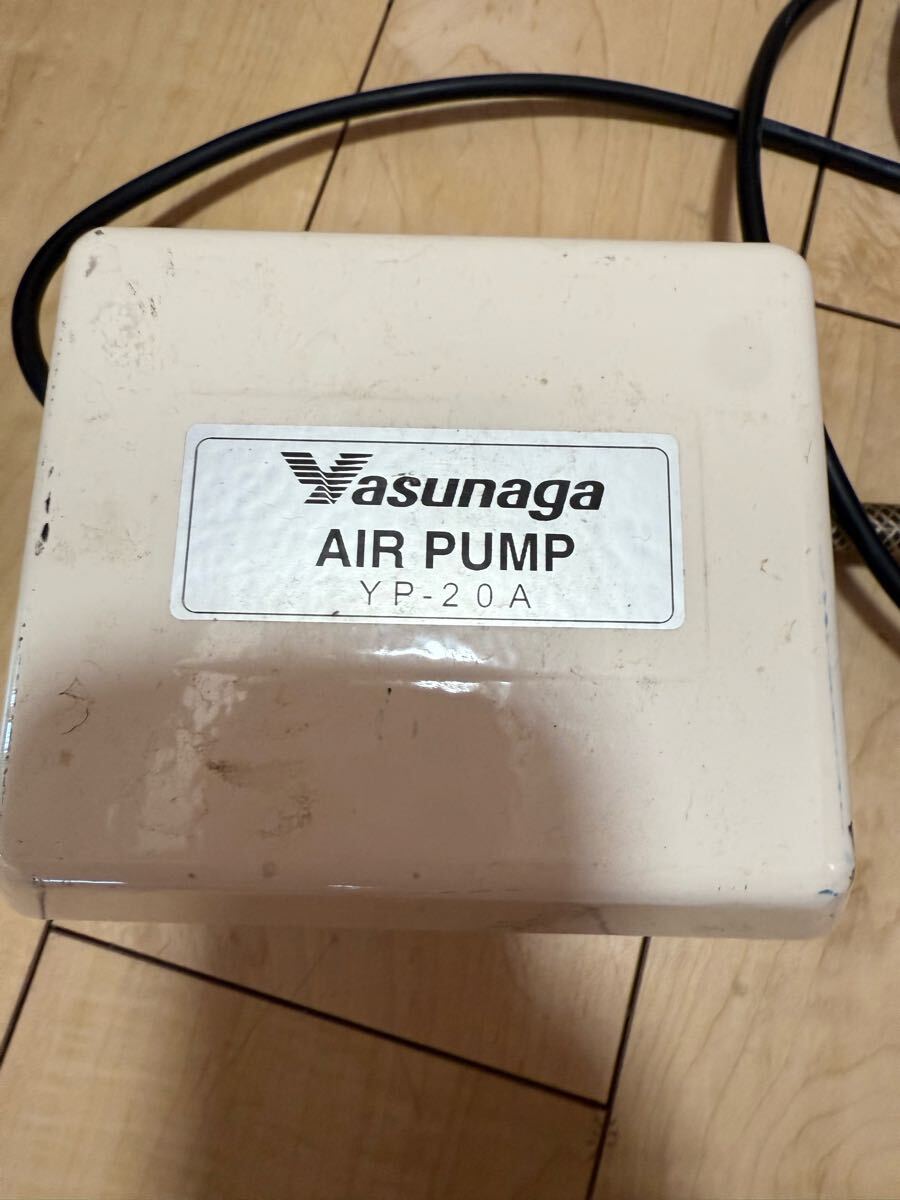 Yasunaga
AIR PUMP
YP-20A